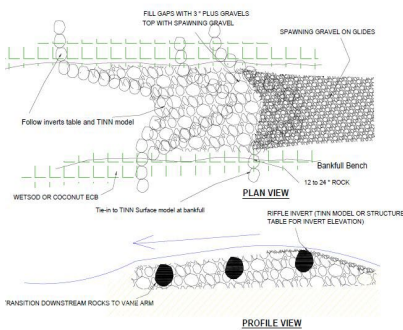 FILL GAPS WITH 3 " PLUS GRAVELS
TOP WITH SPAWNING GRAVEL
SPAWNING GRAVEL ON GLIDES
Follow inverts table and TINN model
Bankfull Bench
12 to 24 " ROCK
WETSOD OR COCONUT ECB
Tie-in to TINN Surface model at bankfull
PLAN VIEW
RIFFLE INVERT (TINN MODEL OR STRUCTURE
TABLE FOR INVERT ELEVATION)
TRANSITION DOWNSTREAM ROCKS TO VANE ARM
PROFILE VIEW